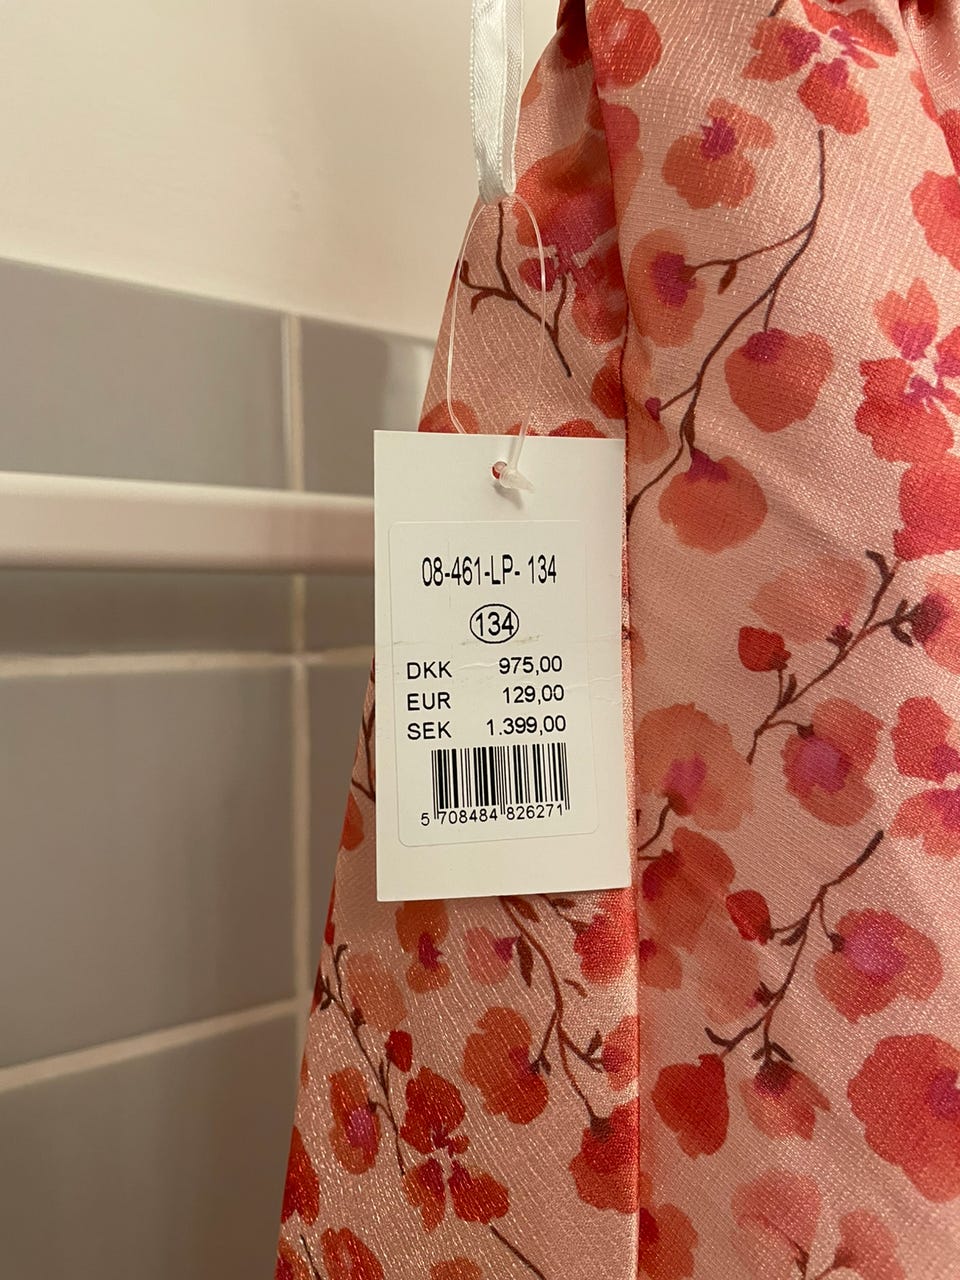 08-461-LP- 134
134
DKK 975,00
EUR 129,00
SEK 1.399,00
5 708484 826271